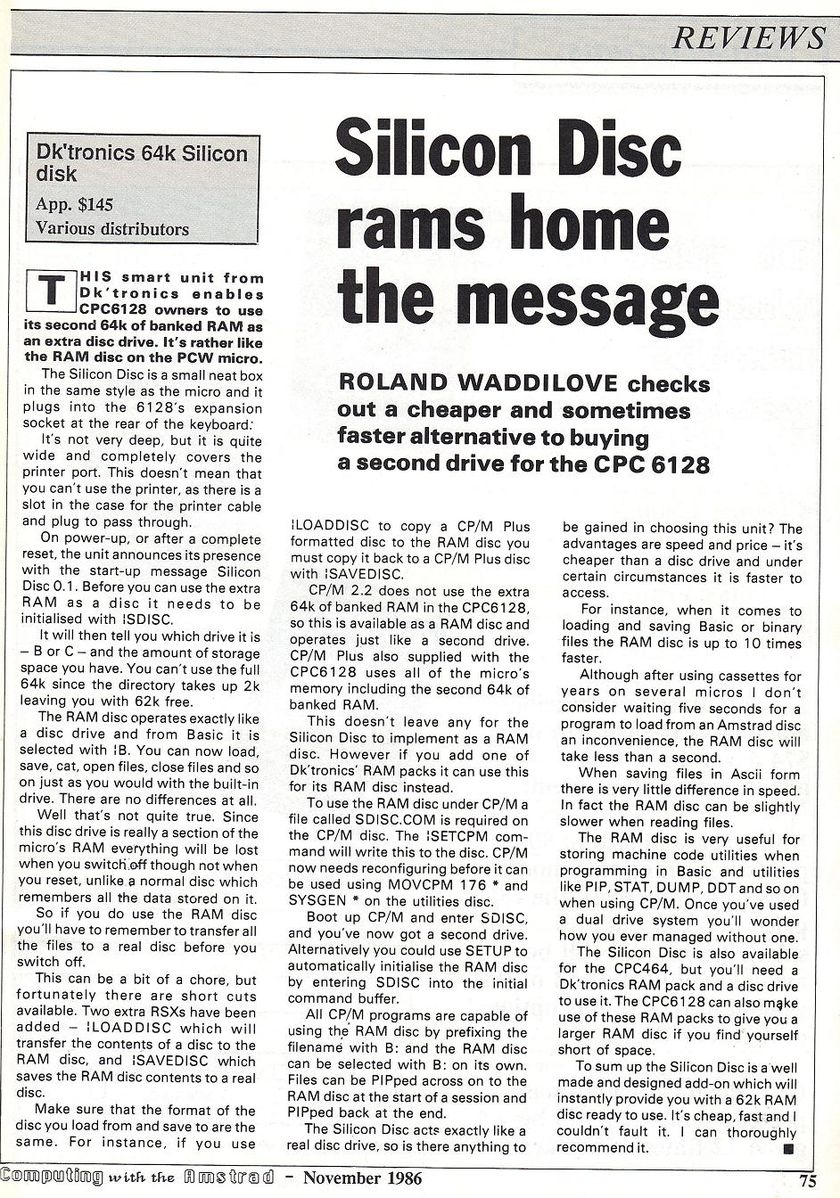 REVIEWS
Dk'tronics 64k Silicon
disk
App. $145
Various distributors
Silicon Disc
rams home
the message
ROLAND WADDILOVE checks
out a cheaper and sometimes
faster alternative to buying
a second drive for the CPC 6128
THIS smart unit from
Dk'tronics enables
CPC6128 owners to use
its second 64k of banked RAM as
an extra disc drive. It's rather like
the RAM disc on the PCW micro.
The Silicon Disc is a small neat box
in the same style as the micro and it
plugs into the 6128's expansion
socket at the rear of the keyboard.
It's not very deep, but it is quite
wide and completely covers the
printer port. This doesn't mean that
you can't use the printer, as there is a
slot in the case for the printer cable
and plug to pass through.
On power-up, or after a complete
reset, the unit announces its presence
with the start-up message Silicon
Disc 0.1. Before you can use the extra
RAM as a disc it needs to be
initialised with ¦SDISC.
It will then tell you which drive it is
– B or C – and the amount of storage
space you have. You can't use the full
64k since the directory takes up 2k
leaving you with 62k free.
The RAM disc operates exactly like
a disc drive and from Basic it is
selected with ¦B. You can now load,
save, cat, open files, close files and so
on just as you would with the built-in
drive. There are no differences at all.
Well that's not quite true. Since
this disc drive is really a section of the
micro's RAM everything will be lost
when you switch off though not when
you reset, unlike a normal disc which
remembers all the data stored on it.
So if you do use the RAM disc
you'll have to remember to transfer all
the files to a real disc before you
switch off.
This can be a bit of a chore, but
fortunately there are short cuts
available. Two extra RSXs have been
added – ¦LOADDISC which will
transfer the contents of a disc to the
RAM disc, and ¦SAVEDISC which
saves the RAM disc contents to a real
disc.
Make sure that the format of the
disc you load from and save to are the
same. For instance, if you use
¦LOADDISC to copy a CP/M Plus
formatted disc to the RAM disc you
must copy it back to a CP/M Plus disc
with ¦SAVEDISC.
CP/M 2.2 does not use the extra
64k of banked RAM in the CPC6128,
so this is available as a RAM disc and
operates just like a second drive.
CP/M Plus also supplied with the
CPC6128 uses all of the micro's
memory including the second 64k of
banked RAM.
This doesn't leave any for the
Silicon Disc to implement as a RAM
disc. However if you add one of
Dk'tronics' RAM packs it can use this
for its RAM disc instead.
To use the RAM disc under CP/M a
file called SDISC.COM is required on
the CP/M disc. The ¦SETCPM com-
mand will write this to the disc. CP/M
now needs reconfiguring before it can
be used using MOVCPM 176 * and
SYSGEN * on the utilities disc.
Boot up CP/M and enter SDISC,
and you've now got a second drive.
Alternatively you could use SETUP to
automatically initialise the RAM disc
by entering SDISC into the initial
command buffer.
All CP/M programs are capable of
using the RAM disc by prefixing the
filename with B: and the RAM disc
can be selected with B: on its own.
Files can be PIPped across on to the
RAM disc at the start of a session and
PIPped back at the end.
The Silicon Disc acts exactly like a
real disc drive, so is there anything to
be gained in choosing this unit? The
advantages are speed and price – it's
cheaper than a disc drive and under
certain circumstances it is faster to
access.
For instance, when it comes to
loading and saving Basic or binary
files the RAM disc is up to 10 times
faster.
Although after using cassettes for
years on several micros I don't
consider waiting five seconds for a
program to load from an Amstrad disc
an inconvenience, the RAM disc will
take less than a second.
When saving files in Ascii form
there is very little difference in speed.
In fact the RAM disc can be slightly
slower when reading files.
The RAM disc is very useful for
storing machine code utilities when
programming in Basic and utilities
like PIP, STAT, DUMP, DDT and so on
when using CP/M. Once you've used
a dual drive system you'll wonder
how you ever managed without one.
The Silicon Disc is also available
for the CPC464, but you'll need a
Dk'tronics RAM pack and a disc drive
to use it. The CPC6128 can also make
use of these RAM packs to give you a
larger RAM disc if you find yourself
short of space.
To sum up the Silicon Disc is a well
made and designed add-on which will
instantly provide you with a 62k RAM
disc ready to use. It's cheap, fast and I
couldn't fault it. I can thoroughly
recommend it.
Computing with the Amstrad – November 1986
75